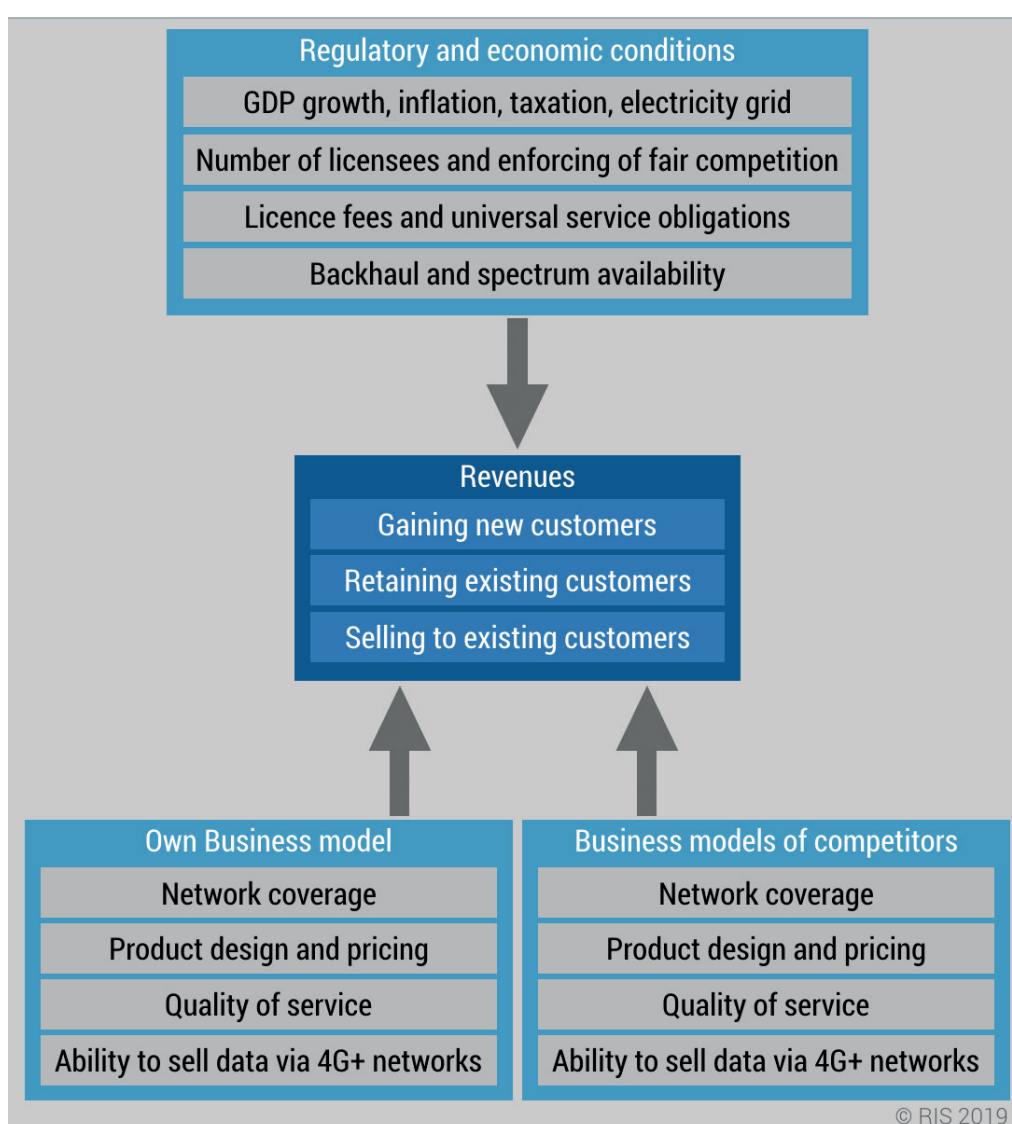 Regulatory and economic conditions
GDP growth, inflation, taxation, electricity grid
Number of licensees and enforcing of fair competition
Licence fees and universal service obligations
Backhaul and spectrum availability
Revenues
Gaining new customers
Retaining existing customers
Selling to existing customers
Own Business model
Network coverage
Product design and pricing
Quality of service
Ability to sell data via 4G+ networks
Business models of competitors
Network coverage
Product design and pricing
Quality of service
Ability to sell data via 4G+ networks
© RIS 2019